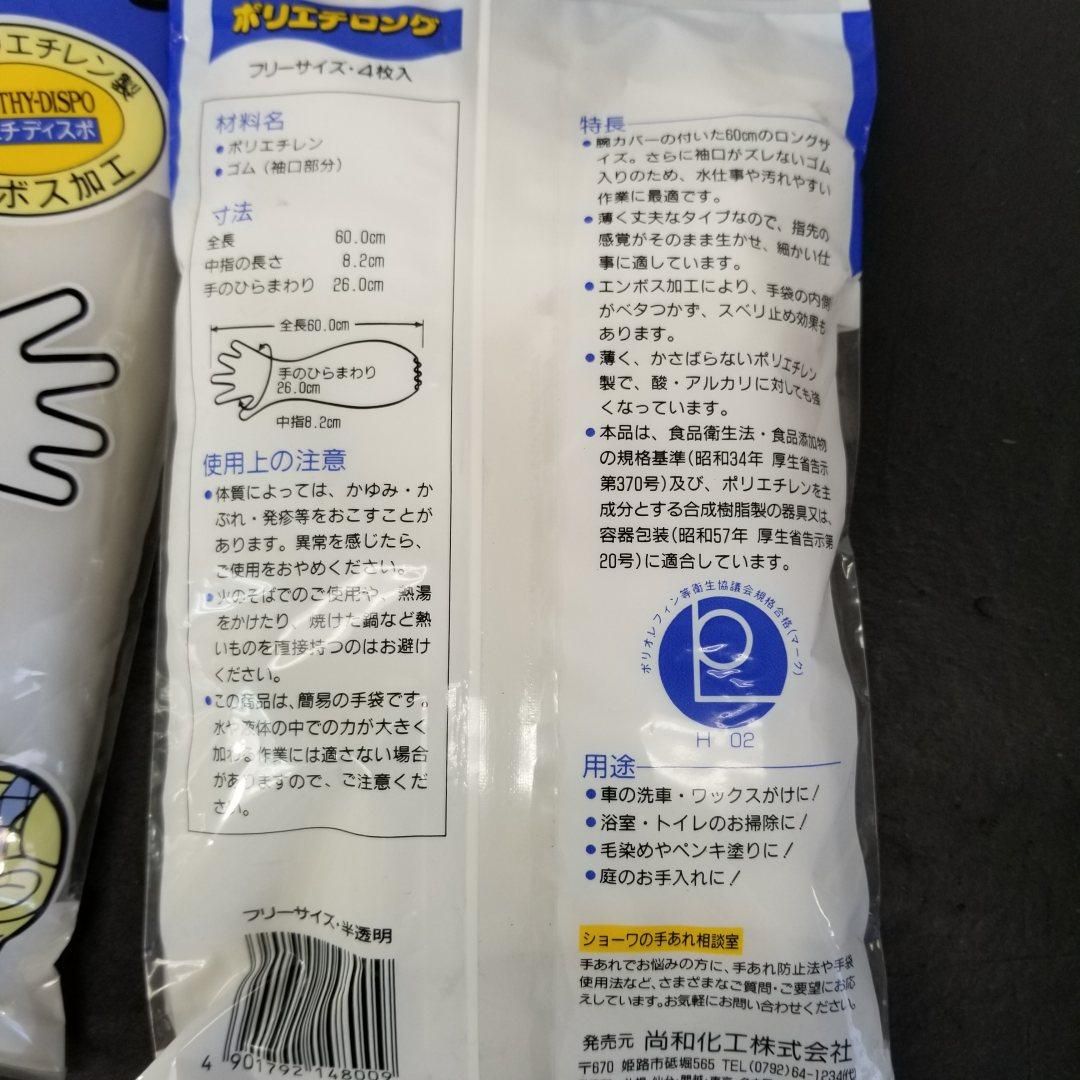 エチレン製
THY-DISPO
チディスポ
ボス加工
ポリエチロング
フリーサイズ・4枚入
材料名
●ポリエチレン
●ゴム(袖口部分)
寸法
全長 60.0cm
中指の長さ 8.2cm
手のひらまわり 26.0cm
全長60.0cm
手のひらまわり
26.0cm
中指8.2cm
使用上の注意
●体質によっては、かゆみ・か
ぶれ・発疹等をおこすことが
あります。異常を感じたら、
ご使用をおやめください。
●火のそばでのご使用や、熱湯
をかけたり、焼けた鍋など熱
いものを直接持つのはお避け
ください。
●この商品は、簡易の手袋です。
水や液体の中での力が大きく
加わる作業には適さない場合
がありますので、ご注意くだ
さい。
フリーサイズ・半透明
4 901792 148009
特長
●腕カバーの付いた60cmのロングサ
イズ。さらに袖口がズレないゴム
入りのため、水仕事や汚れやすい
作業に最適です。
●薄く丈夫なタイプなので、指先の
感覚がそのまま生かせ、細かい仕
事に適しています。
●エンボス加工により、手袋の内側
がベタつかず、スベリ止め効果も
あります。
●薄く、かさばらないポリエチレン
製で、酸・アルカリに対しても強
くなっています。
●本品は、食品衛生法・食品添加物
の規格基準(昭和34年 厚生省告示
第370号)及び、ポリエチレンを主
成分とする合成樹脂製の器具又は、
容器包装(昭和57年 厚生省告示第
20号)に適合しています。
ポリオレフィン等衛生協議会規格合格(マーク)
PL
H 02
用途
●車の洗車・ワックスがけに!
●浴室・トイレのお掃除に!
●毛染めやペンキ塗りに!
●庭のお手入れに!
ショーワの手あれ相談室
手あれでお悩みの方に、手あれ防止法や手袋
使用法など、さまざまなご質問・ご要望にお応
えしています。お気軽にお問い合わせください。
発売元 尚和化工株式会社
〒670 姫路市砥堀565 TEL(0792)64-1234(代)